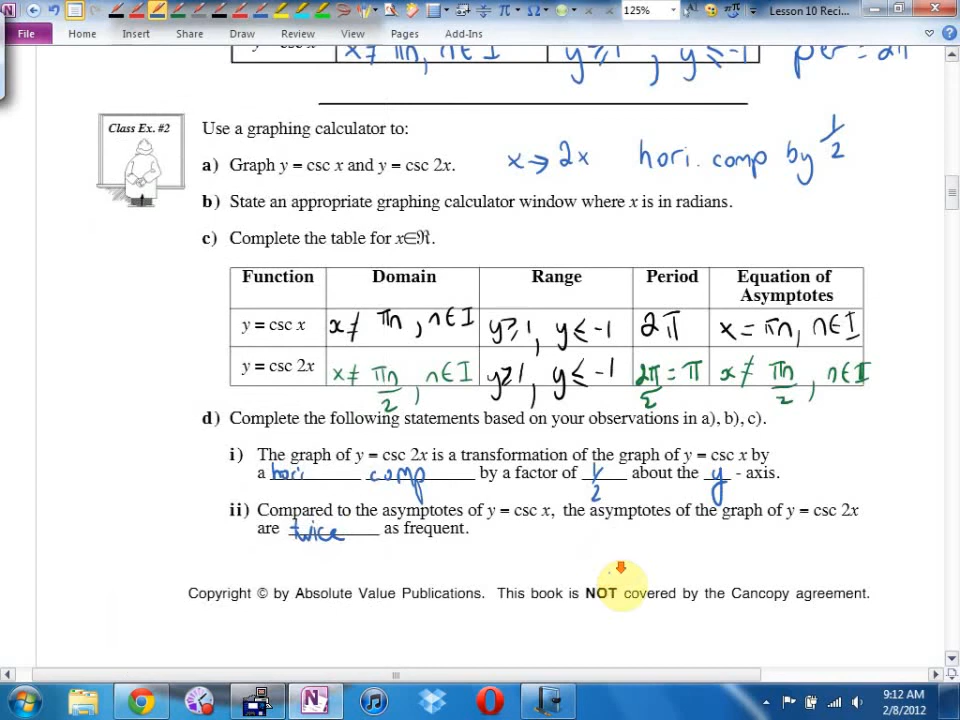 125% Lesson 10 Reci...
File Home Insert Share Draw Review View Pages Add-Ins
y = csc x x ≠ πn, n∈I y ⩾ 1 , y ⩽ -1 per = 2π
Class Ex. #2
Use a graphing calculator to:
a) Graph y = csc x and y = csc 2x. x → 2x hori. comp by 1/2
b) State an appropriate graphing calculator window where x is in radians.
c) Complete the table for x∈ℜ.
Function Domain Range Period Equation of Asymptotes
y = csc x x ≠ πn , n∈I y ⩾ 1 , y ⩽ -1 2π x = πn, n∈I
y = csc 2x x ≠ πn/2 , n∈I y ⩾ 1 , y ⩽ -1 2π/2 = π x ≠ πn/2 , n∈I
d) Complete the following statements based on your observations in a), b), c).
i) The graph of y = csc 2x is a transformation of the graph of y = csc x by
a hori comp by a factor of 1/2 about the y - axis.
ii) Compared to the asymptotes of y = csc x, the asymptotes of the graph of y = csc 2x
are twice as frequent.
Copyright © by Absolute Value Publications. This book is NOT covered by the Cancopy agreement.
9:12 AM
2/8/2012